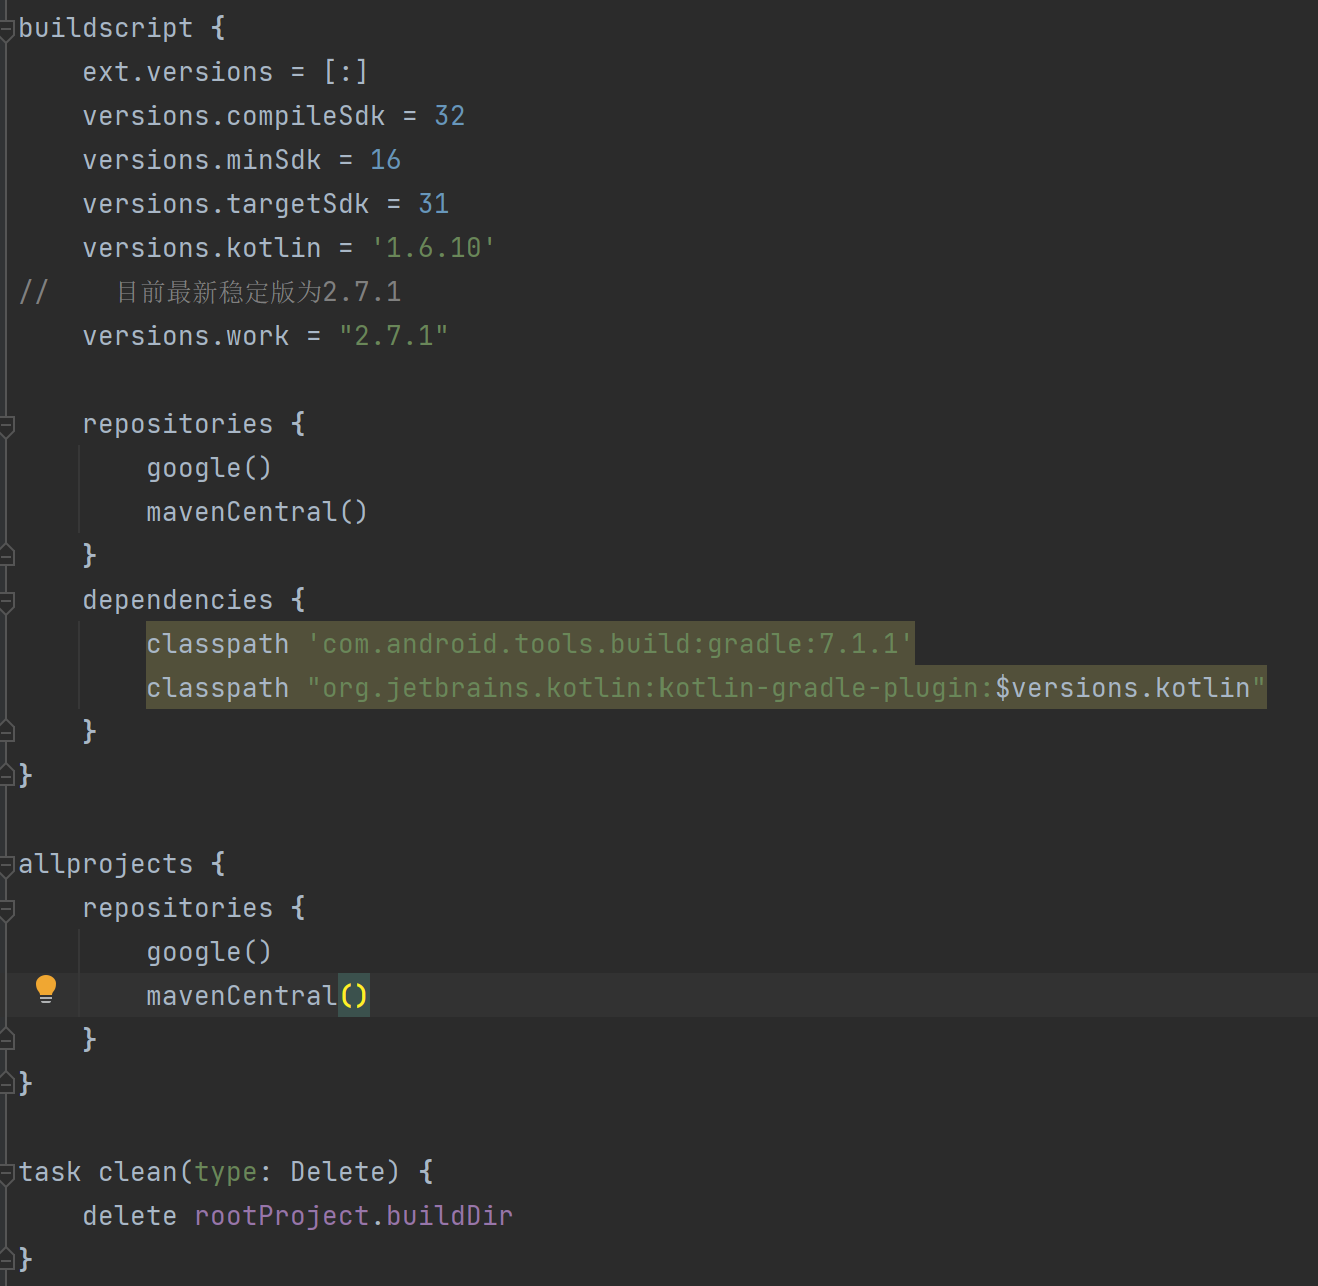 buildscript {
    ext.versions = [:]
    versions.compileSdk = 32
    versions.minSdk = 16
    versions.targetSdk = 31
    versions.kotlin = '1.6.10'
//    目前最新稳定版为2.7.1
    versions.work = "2.7.1"

    repositories {
        google()
        mavenCentral()
    }
    dependencies {
        classpath 'com.android.tools.build:gradle:7.1.1'
        classpath "org.jetbrains.kotlin:kotlin-gradle-plugin:$versions.kotlin"
    }
}

allprojects {
    repositories {
        google()
        mavenCentral()
    }
}

task clean(type: Delete) {
    delete rootProject.buildDir
}